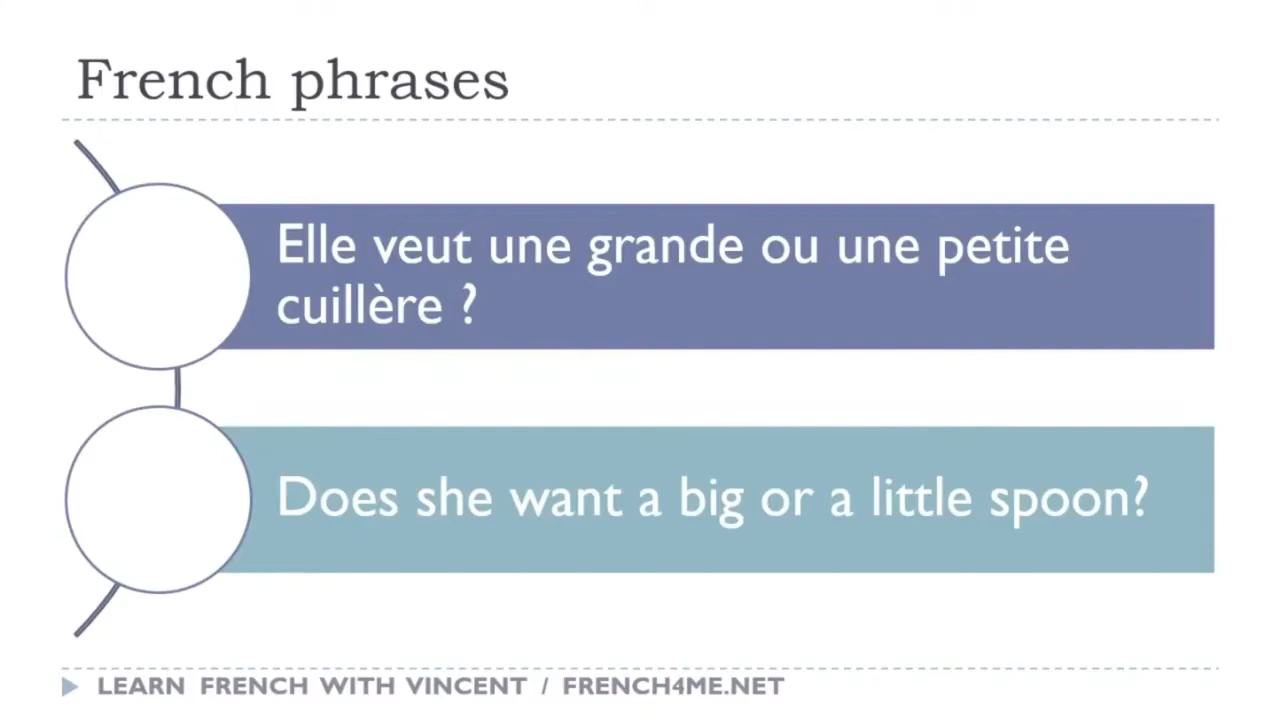 French phrases
Elle veut une grande ou une petite
cuillère ?
Does she want a big or a little spoon?
LEARN FRENCH WITH VINCENT / FRENCH4ME.NET